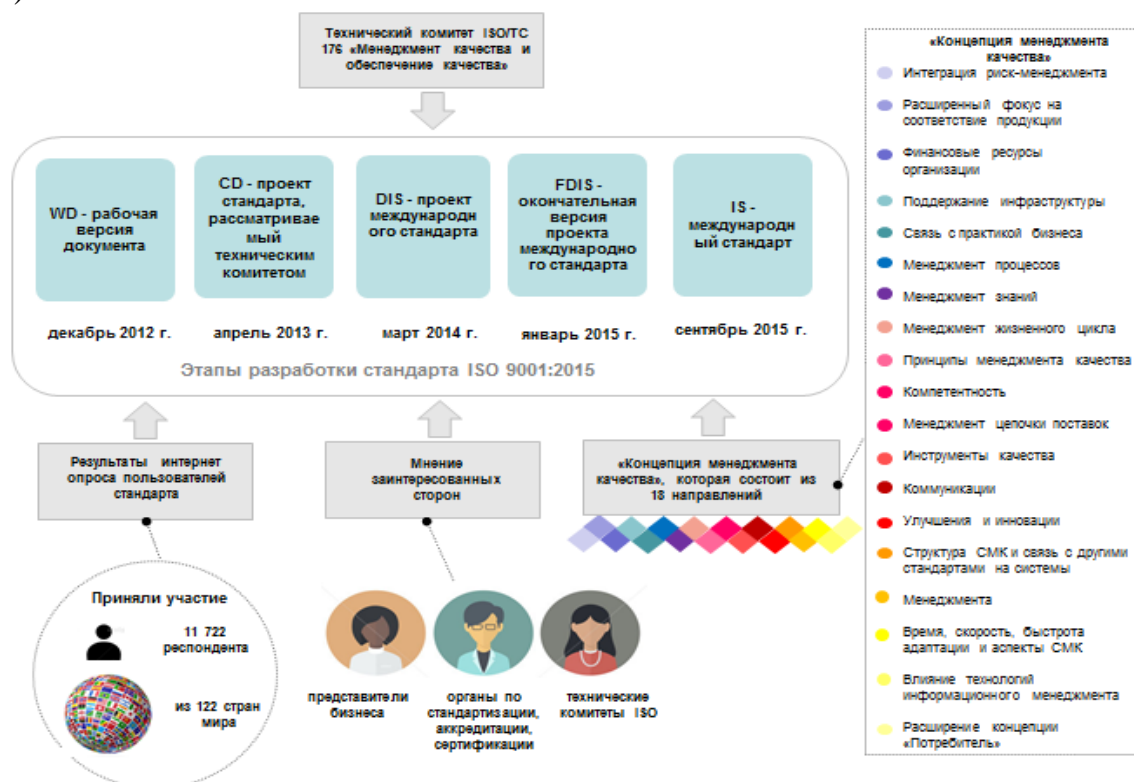 )
Технический комитет ISO/TC
176 «Менеджмент качества и
обеспечение качества»
WD - рабочая
версия
документа
CD - проект
стандарта,
рассматривае
мый
техническим
комитетом
DIS - проект
международн
ого стандарта
FDIS -
окончательная
версия
проекта
международно
го стандарта
IS -
международн
ый стандарт
декабрь 2012 г.
апрель 2013 г.
март 2014 г.
январь 2015 г.
сентябрь 2015 г.
Этапы разработки стандарта ISO 9001:2015
Результаты интернет
опроса пользователей
стандарта
Мнение
заинтересованных
сторон
«Концепция менеджмента
качества», которая состоит из
18 направлений
Приняли участие
11 722
респондента
из 122 стран
мира
представители
бизнеса
органы по
стандартизации,
аккредитации,
сертификации
технические
комитеты ISO
«Концепция менеджмента
качества»
Интеграция риск-менеджмента
Расширенный фокус на
соответствие продукции
Финансовые ресурсы
организации
Поддержание инфраструктуры
Связь с практикой бизнеса
Менеджмент процессов
Менеджмент знаний
Менеджмент жизненного цикла
Принципы менеджмента качества
Компетентность
Менеджмент цепочки поставок
Инструменты качества
Коммуникации
Улучшения и инновации
Структура СМК и связь с другими
стандартами на системы
Менеджмента
Время, скорость, быстрота
адаптации и аспекты СМК
Влияние технологий
информационного менеджмента
Расширение концепции
«Потребитель»